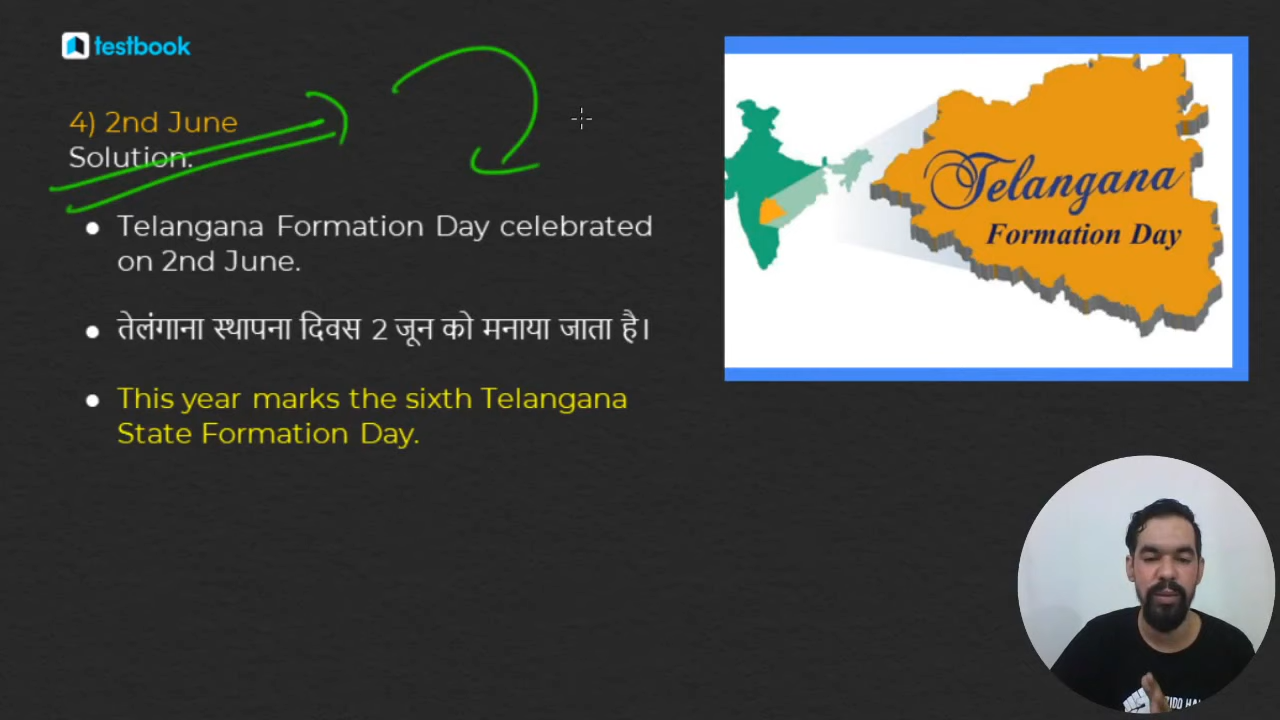 testbook
4) 2nd June
Solution:
Telangana Formation Day celebrated
on 2nd June.
तेलंगाना स्थापना दिवस 2 जून को मनाया जाता है।
This year marks the sixth Telangana
State Formation Day.
Telangana
Formation Day